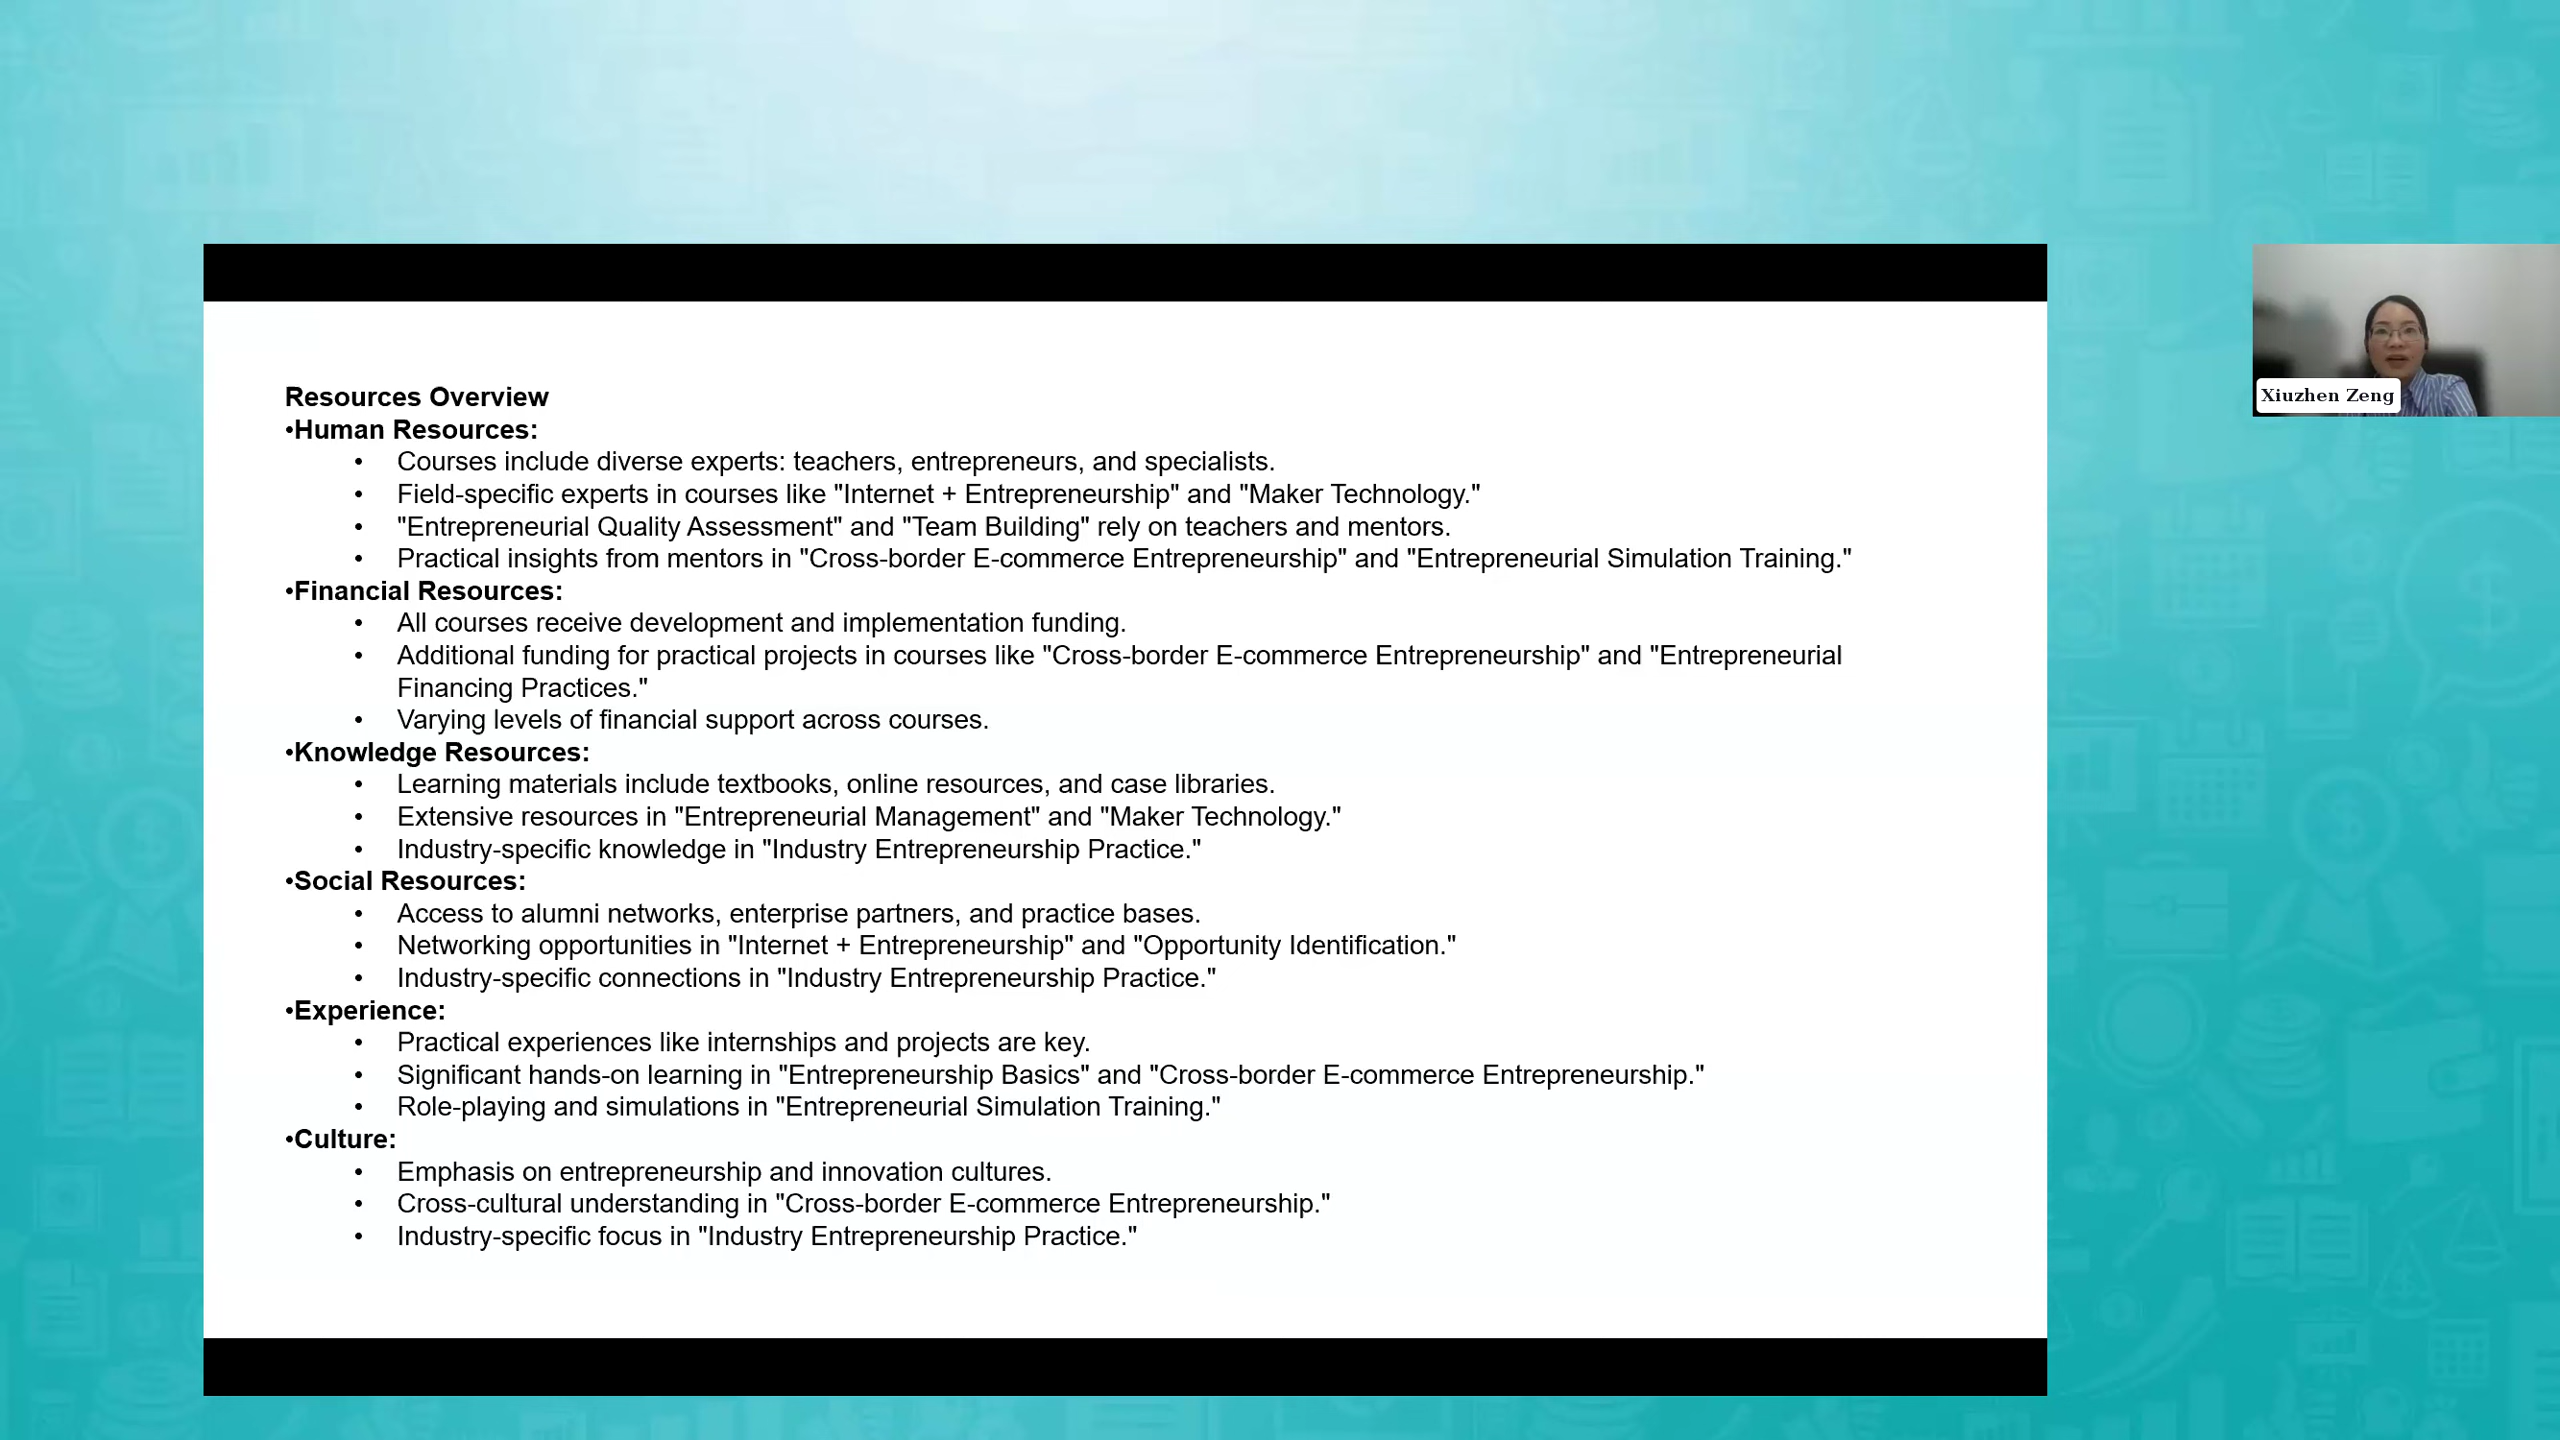 Resources Overview
•Human Resources:
• Courses include diverse experts: teachers, entrepreneurs, and specialists.
• Field-specific experts in courses like "Internet + Entrepreneurship" and "Maker Technology."
• "Entrepreneurial Quality Assessment" and "Team Building" rely on teachers and mentors.
• Practical insights from mentors in "Cross-border E-commerce Entrepreneurship" and "Entrepreneurial Simulation Training."
•Financial Resources:
• All courses receive development and implementation funding.
• Additional funding for practical projects in courses like "Cross-border E-commerce Entrepreneurship" and "Entrepreneurial
Financing Practices."
• Varying levels of financial support across courses.
•Knowledge Resources:
• Learning materials include textbooks, online resources, and case libraries.
• Extensive resources in "Entrepreneurial Management" and "Maker Technology."
• Industry-specific knowledge in "Industry Entrepreneurship Practice."
•Social Resources:
• Access to alumni networks, enterprise partners, and practice bases.
• Networking opportunities in "Internet + Entrepreneurship" and "Opportunity Identification."
• Industry-specific connections in "Industry Entrepreneurship Practice."
•Experience:
• Practical experiences like internships and projects are key.
• Significant hands-on learning in "Entrepreneurship Basics" and "Cross-border E-commerce Entrepreneurship."
• Role-playing and simulations in "Entrepreneurial Simulation Training."
•Culture:
• Emphasis on entrepreneurship and innovation cultures.
• Cross-cultural understanding in "Cross-border E-commerce Entrepreneurship."
• Industry-specific focus in "Industry Entrepreneurship Practice."
Xiuzhen Zeng